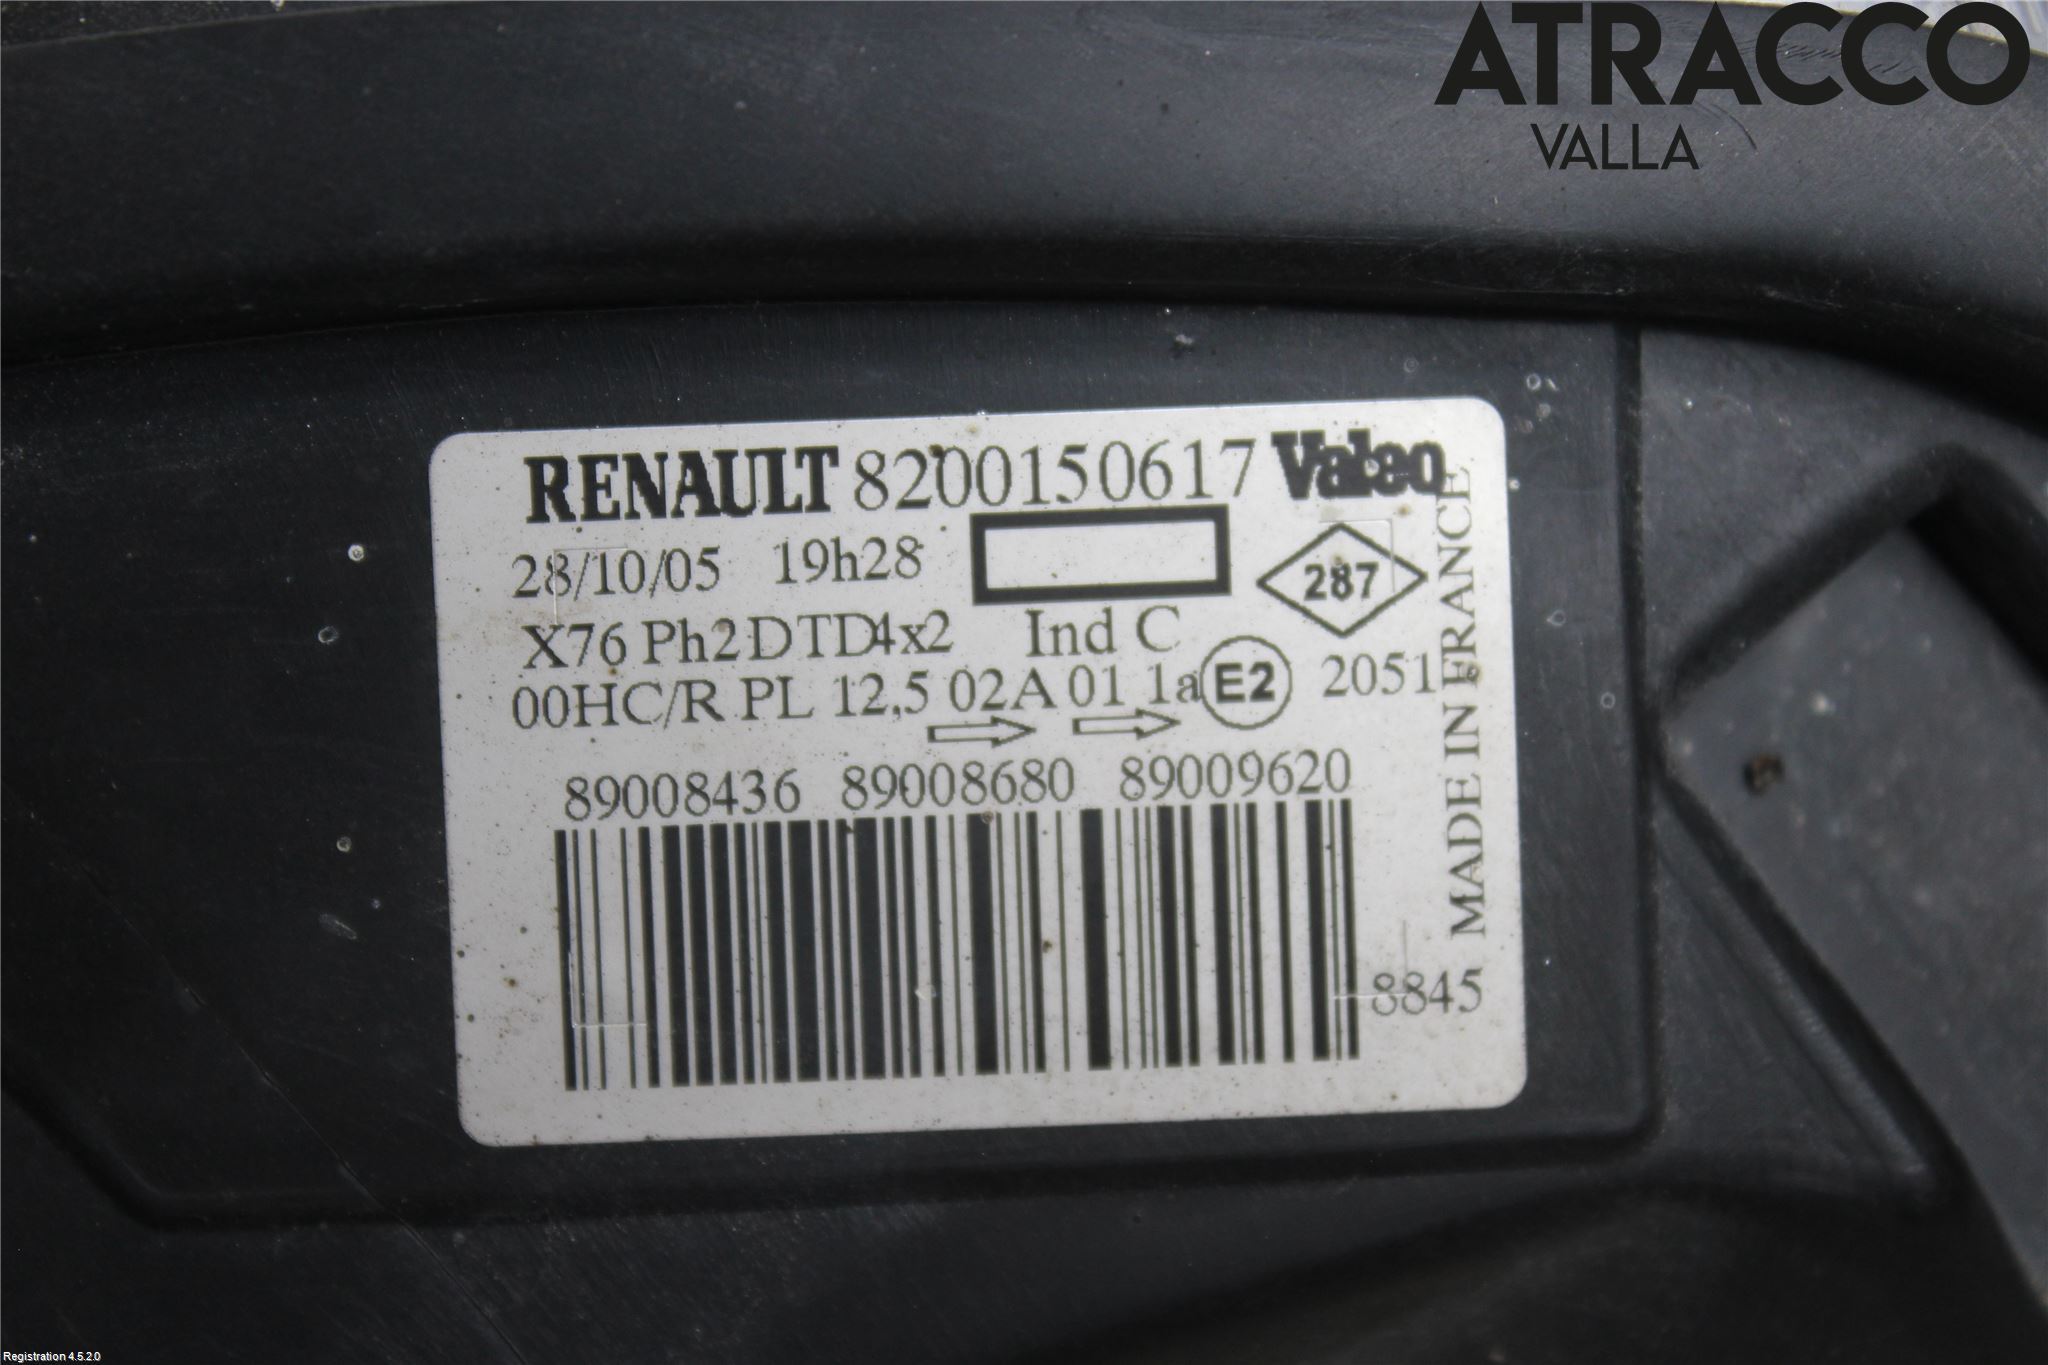 ATRACCO
VALLA
RENAULT 8200150617 Valeo
28/10/05 19h28
287
X76 Ph2 DTD4x2 Ind C
00HC/R PL 12,5 02A 01 1a E2
MADE IN FRANCE
89008436 89008680 89009620
8845
Registration 4.5.2.0